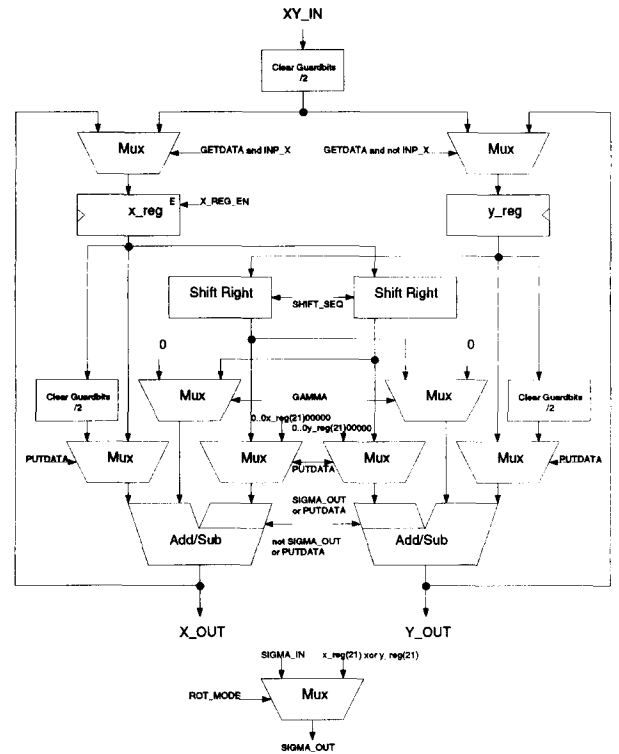 XY_IN
Clear Guardbits
/2
Mux
GETDATA and INP_X
GETDATA and not INP_X
Mux
x_reg
E
X_REG_EN
y_reg
Shift Right
SHIFT_SEQ
Shift Right
0
0
Clear Guardbits
/2
Mux
GAMMA
Mux
Clear Guardbits
/2
0..0x_reg(21)00000
0..0y_reg(21)00000
PUTDATA
Mux
Mux
PUTDATA
Mux
Mux
PUTDATA
Add/Sub
SIGMA_OUT
or PUTDATA
not SIGMA_OUT
or PUTDATA
Add/Sub
X_OUT
Y_OUT
SIGMA_IN
x_reg(21) xor y_reg(21)
ROT_MODE
Mux
SIGMA_OUT